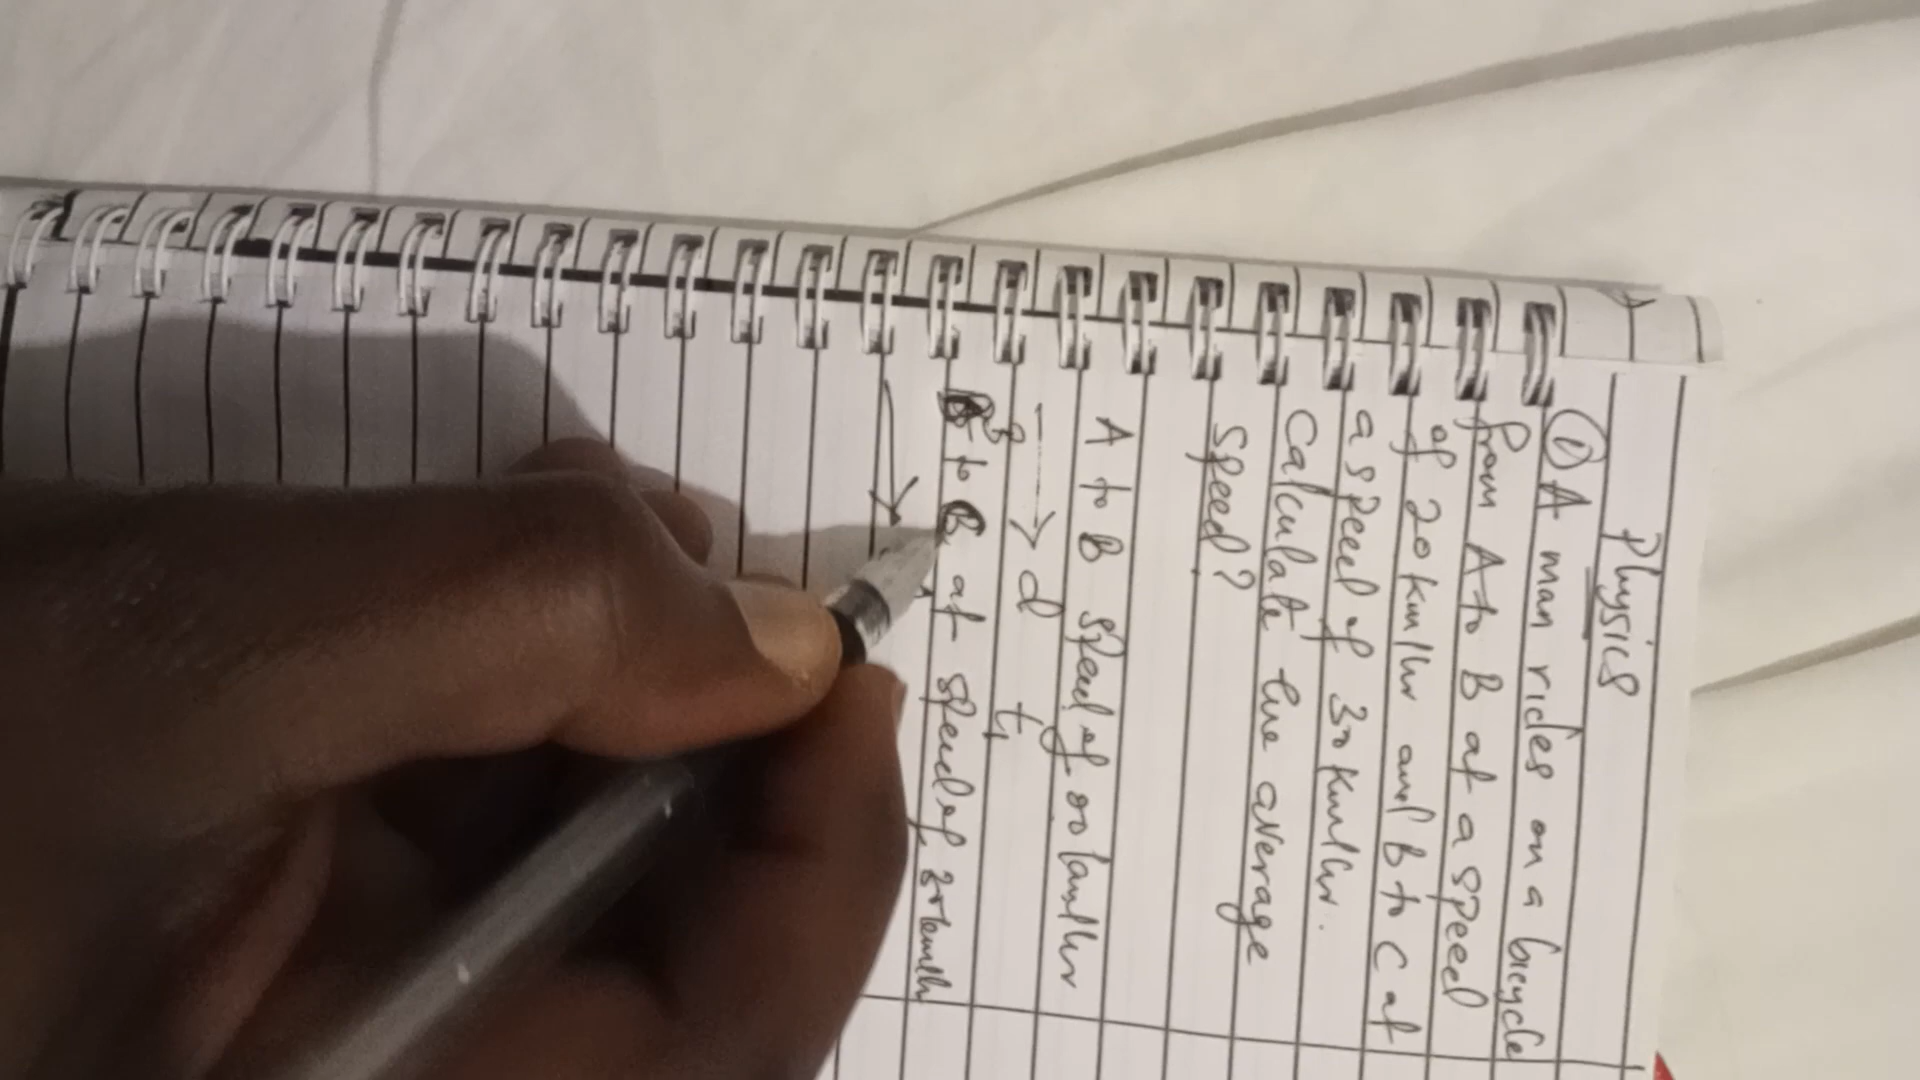 Physics
① A man rides on a bicycle
from A to B at a speed
of 20 km/hr and B to C at
a speed of 30 km/hr.
Calculate the average
Speed?
A to B speed of 20 km/hr
→ d t₁
B to C at speed of 30 km/h